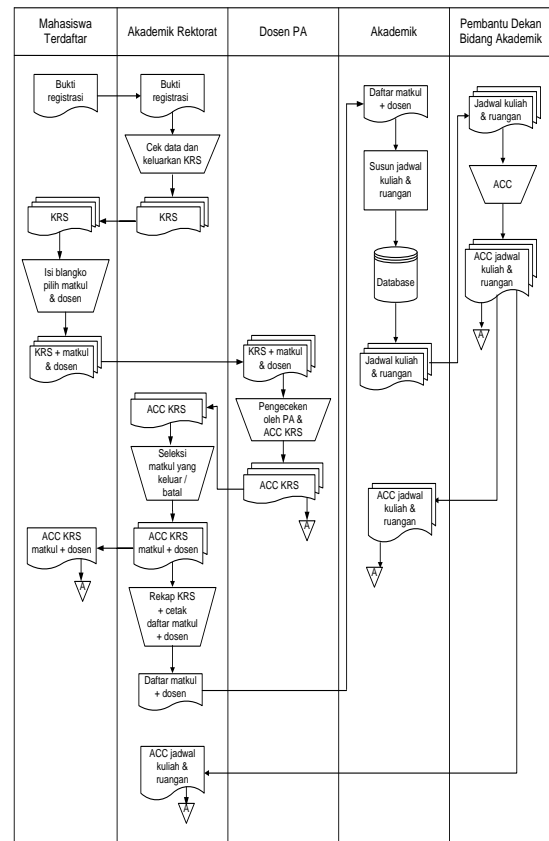 Mahasiswa
Terdaftar
Akademik Rektorat
Dosen PA
Akademik
Pembantu Dekan
Bidang Akademik
Bukti
registrasi
Bukti
registrasi
Cek data dan
keluarkan KRS
KRS
KRS
Isi blangko
pilih matkul
& dosen
KRS + matkul
& dosen
KRS + matkul
& dosen
Pengeceken
oleh PA &
ACC KRS
ACC KRS
A
ACC KRS
Seleksi
matkul yang
keluar /
batal
ACC KRS
matkul + dosen
ACC KRS
matkul + dosen
A
Rekap KRS
+ cetak
daftar matkul
+ dosen
Daftar matkul
+ dosen
Daftar matkul
+ dosen
Susun jadwal
kuliah &
ruangan
Database
Jadwal kuliah
& ruangan
Jadwal kuliah
& ruangan
ACC
ACC jadwal
kuliah &
ruangan
A
ACC jadwal
kuliah &
ruangan
A
ACC jadwal
kuliah &
ruangan
A